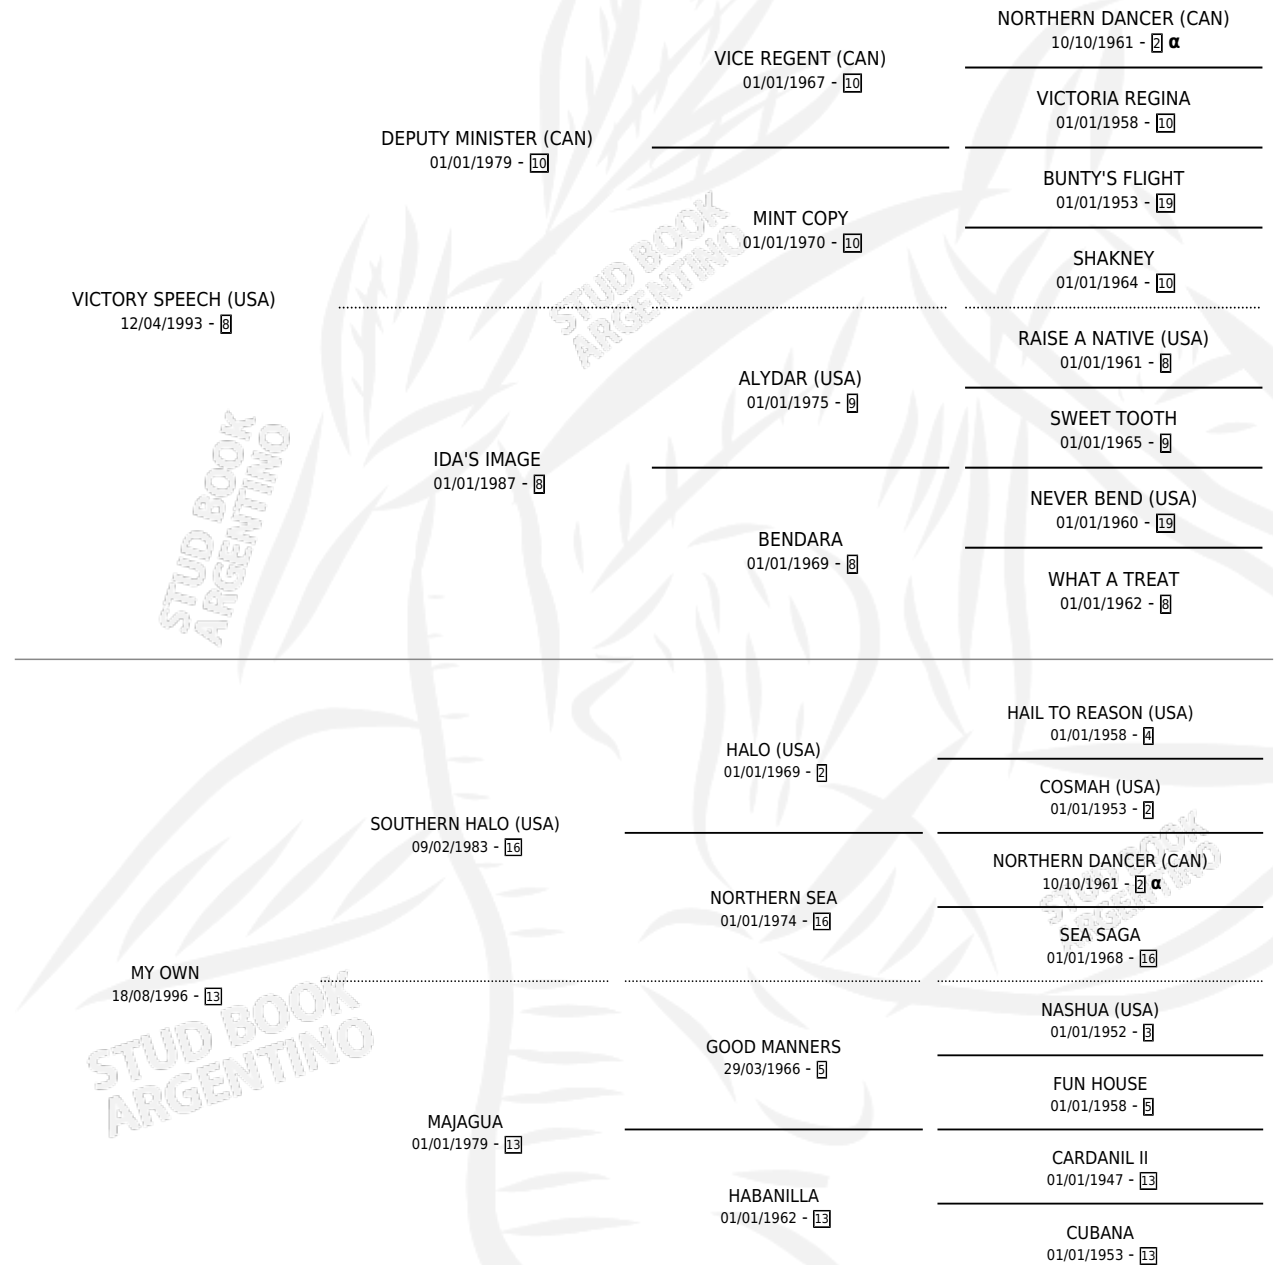 NORTHERN DANCER (CAN)
10/10/1961 - 2 α
VICE REGENT (CAN)
01/01/1967 - 10
VICTORIA REGINA
01/01/1958 - 10
DEPUTY MINISTER (CAN)
01/01/1979 - 10
BUNTY'S FLIGHT
01/01/1953 - 19
MINT COPY
01/01/1970 - 10
SHAKNEY
01/01/1964 - 10
VICTORY SPEECH (USA)
12/04/1993 - 8
RAISE A NATIVE (USA)
01/01/1961 - 8
ALYDAR (USA)
01/01/1975 - 9
SWEET TOOTH
01/01/1965 - 9
IDA'S IMAGE
01/01/1987 - 8
NEVER BEND (USA)
01/01/1960 - 19
BENDARA
01/01/1969 - 8
WHAT A TREAT
01/01/1962 - 8
HAIL TO REASON (USA)
01/01/1958 - 4
HALO (USA)
01/01/1969 - 2
COSMAH (USA)
01/01/1953 - 2
SOUTHERN HALO (USA)
09/02/1983 - 16
NORTHERN DANCER (CAN)
10/10/1961 - 2 α
NORTHERN SEA
01/01/1974 - 16
SEA SAGA
01/01/1968 - 16
MY OWN
18/08/1996 - 13
NASHUA (USA)
01/01/1952 - 3
GOOD MANNERS
29/03/1966 - 5
FUN HOUSE
01/01/1958 - 5
MAJAGUA
01/01/1979 - 13
CARDANIL II
01/01/1947 - 13
HABANILLA
01/01/1962 - 13
CUBANA
01/01/1953 - 13
STUD BOOK
ARGENTINO
STUD BOOK
ARGENTINO
STUD BOOK
ARGENTINO
STUD BOOK
ARGENTINO